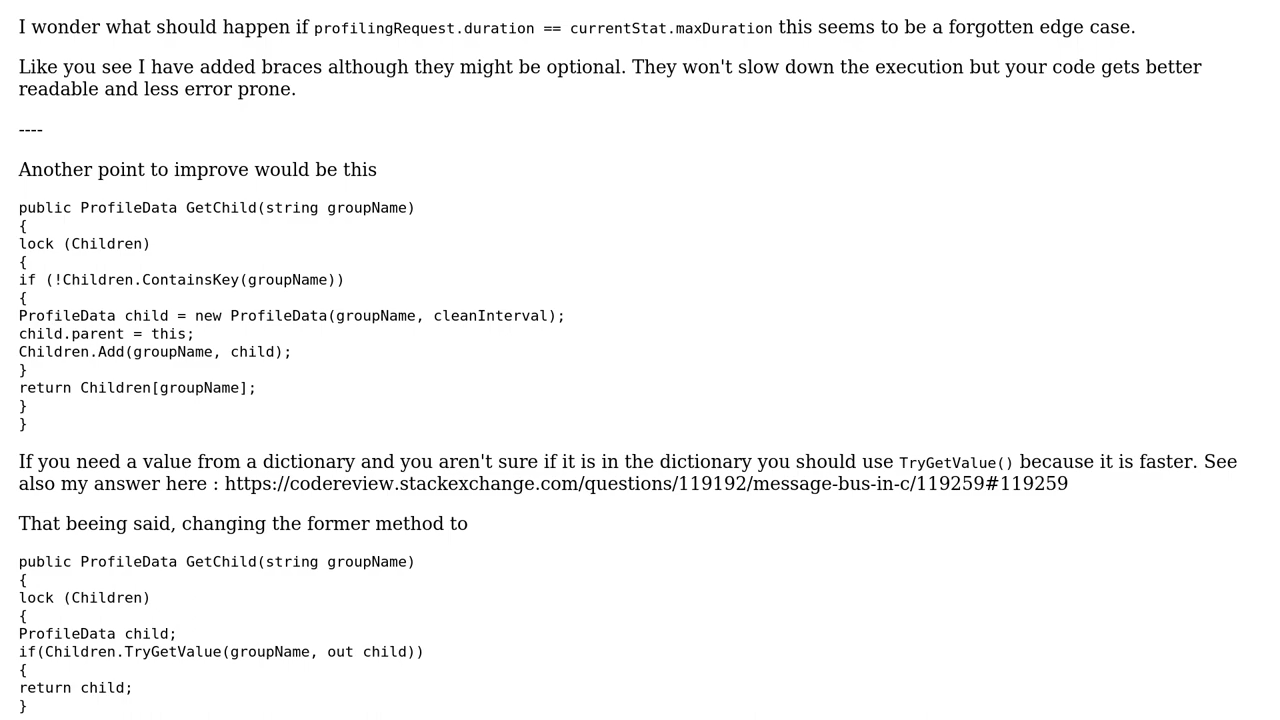 I wonder what should happen if profilingRequest.duration == currentStat.maxDuration this seems to be a forgotten edge case.
Like you see I have added braces although they might be optional. They won't slow down the execution but your code gets better
readable and less error prone.
----
Another point to improve would be this
public ProfileData GetChild(string groupName)
{
lock (Children)
{
if (!Children.ContainsKey(groupName))
{
ProfileData child = new ProfileData(groupName, cleanInterval);
child.parent = this;
Children.Add(groupName, child);
}
return Children[groupName];
}
}
If you need a value from a dictionary and you aren't sure if it is in the dictionary you should use TryGetValue() because it is faster. See
also my answer here : https://codereview.stackexchange.com/questions/119192/message-bus-in-c/119259#119259
That beeing said, changing the former method to
public ProfileData GetChild(string groupName)
{
lock (Children)
{
ProfileData child;
if(Children.TryGetValue(groupName, out child))
{
return child;
}